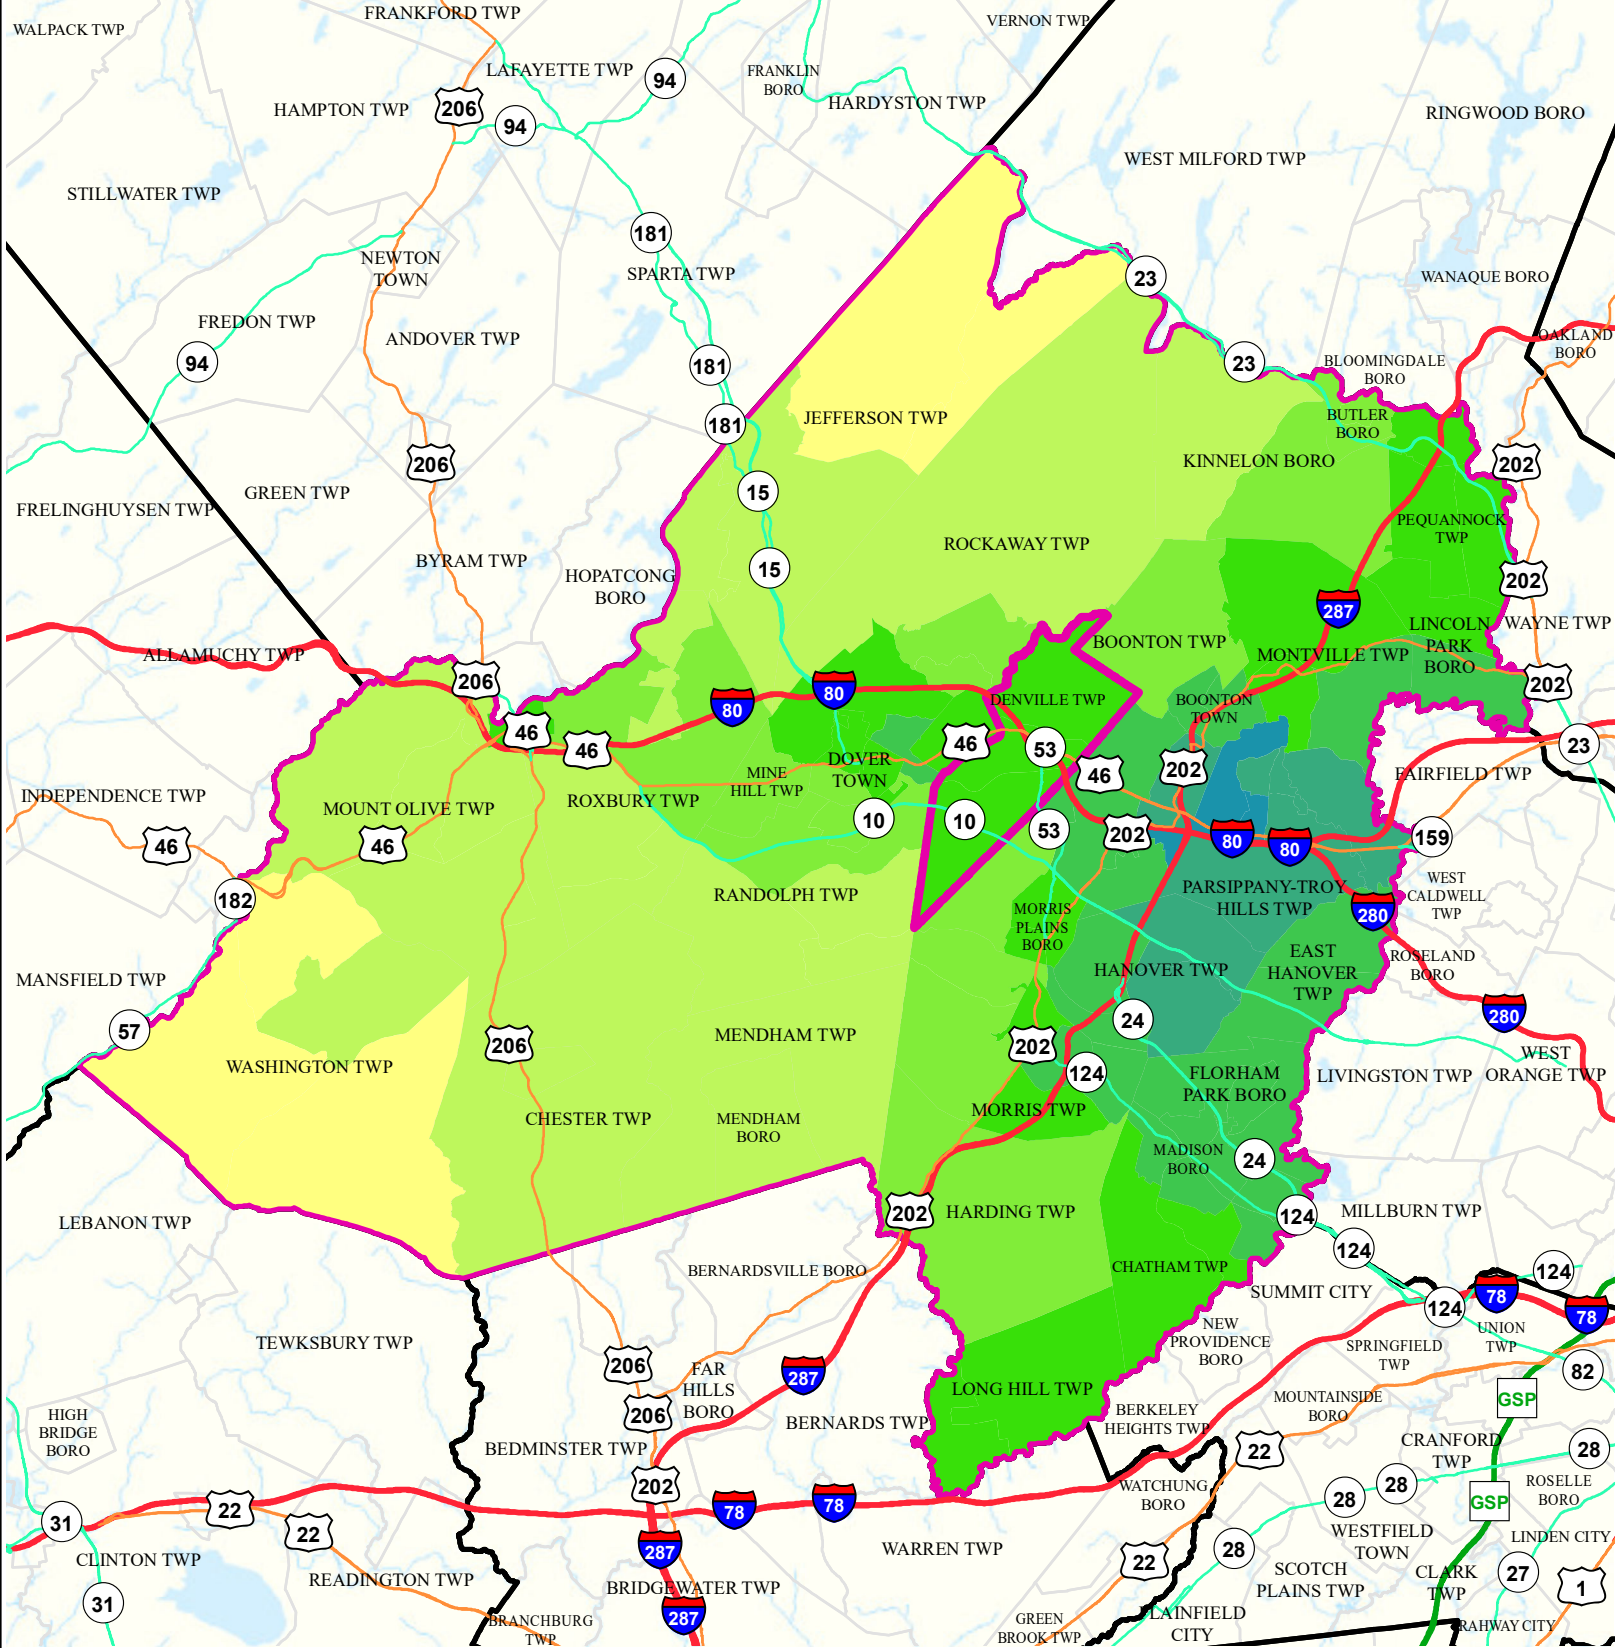 FRANKFORD TWP
WALPACK TWP
VERNON TWP
LAFAYETTE TWP
94
FRANKLIN
BORO
HARDYSTON TWP
HAMPTON TWP
206
94
RINGWOOD BORO
WEST MILFORD TWP
STILLWATER TWP
181
NEWTON
TOWN
SPARTA TWP
23
WANAQUE BORO
FREDON TWP
ANDOVER TWP
94
181
23
BLOOMINGDALE
BORO
OAKLAND
BORO
181
JEFFERSON TWP
BUTLER
BORO
206
KINNELON BORO
202
GREEN TWP
15
FRELINGHUYSEN TWP
PEQUANNOCK
TWP
ROCKAWAY TWP
BYRAM TWP
15
HOPATCONG
BORO
202
287
LINCOLN
PARK
BORO
WAYNE TWP
BOONTON TWP
ALLAMUCHY TWP
MONTVILLE TWP
206
80
80
DENVILLE TWP
BOONTON
TOWN
202
46
46
46
53
23
MINE
HILL TWP
DOVER
TOWN
46
202
FAIRFIELD TWP
INDEPENDENCE TWP
MOUNT OLIVE TWP
ROXBURY TWP
46
46
10
10
53
202
80
80
159
182
RANDOLPH TWP
PARSIPPANY-TROY
HILLS TWP
WEST
CALDWELL
TWP
280
MORRIS
PLAINS
BORO
MANSFIELD TWP
HANOVER TWP
EAST
HANOVER
TWP
ROSELAND
BORO
57
280
24
MENDHAM TWP
206
202
WASHINGTON TWP
124
FLORHAM
PARK BORO
LIVINGSTON TWP
WEST
ORANGE TWP
CHESTER TWP
MENDHAM
BORO
MORRIS TWP
MADISON
BORO
24
LEBANON TWP
202
HARDING TWP
124
MILLBURN TWP
124
BERNARDSVILLE BORO
CHATHAM TWP
124
SUMMIT CITY
78
124
78
TEWKSBURY TWP
NEW
PROVIDENCE
BORO
SPRINGFIELD
TWP
UNION
TWP
206
FAR
HILLS
BORO
287
82
LONG HILL TWP
MOUNTAINSIDE
BORO
GSP
206
HIGH
BRIDGE
BORO
BERNARDS TWP
BERKELEY
HEIGHTS TWP
BEDMINSTER TWP
22
CRANFORD
TWP
28
202
WATCHUNG
BORO
28
28
ROSELLE
BORO
GSP
31
22
22
78
78
WESTFIELD
TOWN
LINDEN CITY
CLINTON TWP
287
WARREN TWP
22
28
READINGTON TWP
BRIDGEWATER TWP
SCOTCH
PLAINS TWP
CLARK
TWP
27
1
31
287
BRANCHBURG
TWP
GREEN
BROOK TWP
PLAINFIELD
CITY
RAHWAY CITY